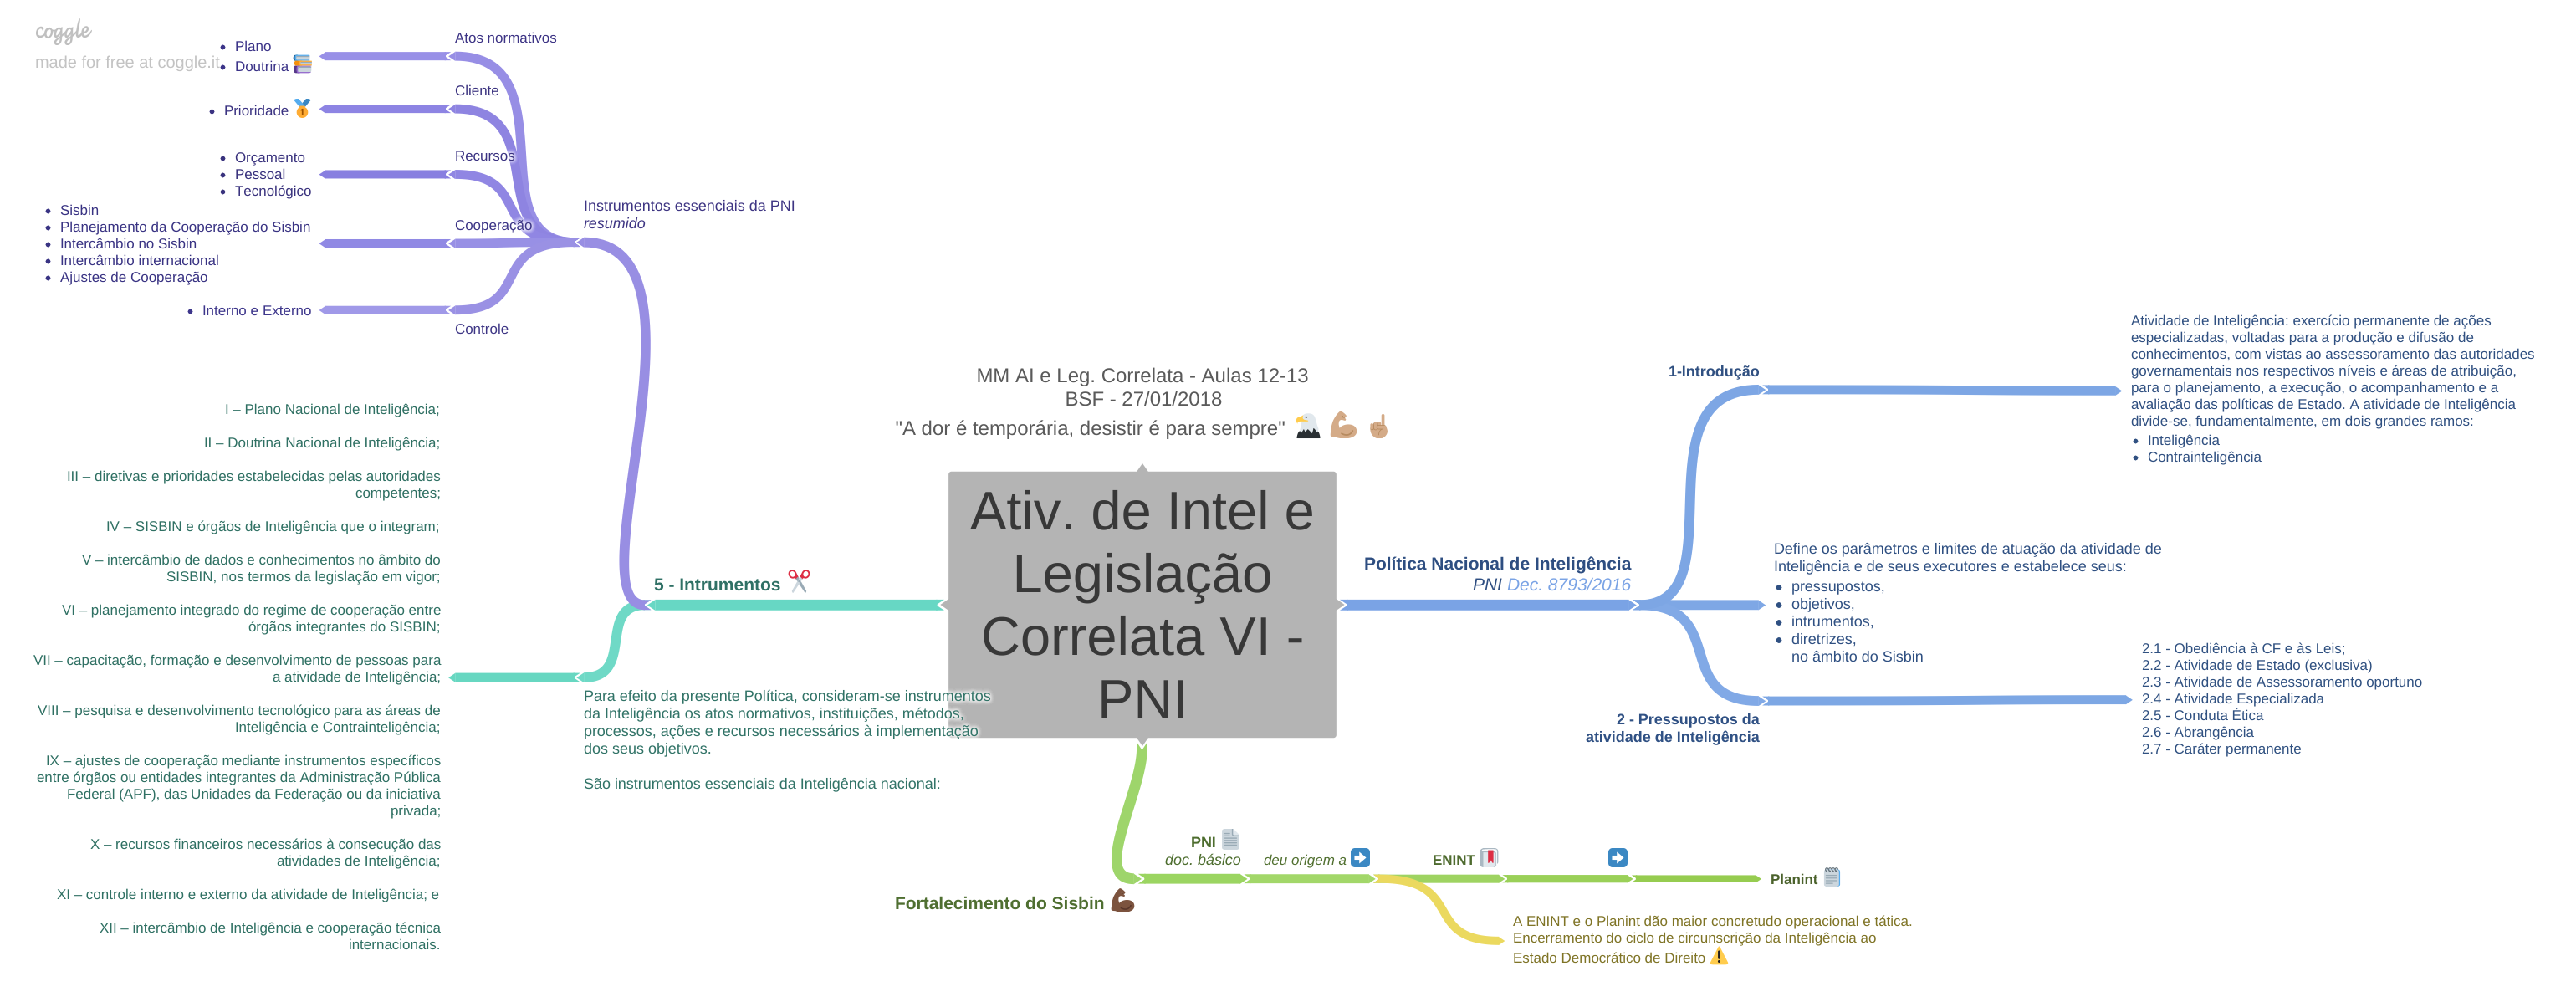 coggle
made for free at coggle.it
Atos normativos
Plano
Doutrina
Cliente
Prioridade
Recursos
Orçamento
Pessoal
Tecnológico
Cooperação
Sisbin
Planejamento da Cooperação do Sisbin
Intercâmbio no Sisbin
Intercâmbio internacional
Ajustes de Cooperação
Interno e Externo
Controle
Instrumentos essenciais da PNI
resumido
I – Plano Nacional de Inteligência;
II – Doutrina Nacional de Inteligência;
III – diretivas e prioridades estabelecidas pelas autoridades
competentes;
IV – SISBIN e órgãos de Inteligência que o integram;
V – intercâmbio de dados e conhecimentos no âmbito do
SISBIN, nos termos da legislação em vigor;
VI – planejamento integrado do regime de cooperação entre
órgãos integrantes do SISBIN;
VII – capacitação, formação e desenvolvimento de pessoas para
a atividade de Inteligência;
VIII – pesquisa e desenvolvimento tecnológico para as áreas de
Inteligência e Contrainteligência;
IX – ajustes de cooperação mediante instrumentos específicos
entre órgãos ou entidades integrantes da Administração Pública
Federal (APF), das Unidades da Federação ou da iniciativa
privada;
X – recursos financeiros necessários à consecução das
atividades de Inteligência;
XI – controle interno e externo da atividade de Inteligência; e
XII – intercâmbio de Inteligência e cooperação técnica
internacionais.
5 - Intrumentos
Para efeito da presente Política, consideram-se instrumentos
da Inteligência os atos normativos, instituições, métodos,
processos, ações e recursos necessários à implementação
dos seus objetivos.
São instrumentos essenciais da Inteligência nacional:
MM AI e Leg. Correlata - Aulas 12-13
BSF - 27/01/2018
"A dor é temporária, desistir é para sempre"
Ativ. de Intel e
Legislação
Correlata VI -
PNI
Política Nacional de Inteligência
PNI Dec. 8793/2016
1-Introdução
Atividade de Inteligência: exercício permanente de ações
especializadas, voltadas para a produção e difusão de
conhecimentos, com vistas ao assessoramento das autoridades
governamentais nos respectivos níveis e áreas de atribuição,
para o planejamento, a execução, o acompanhamento e a
avaliação das políticas de Estado. A atividade de Inteligência
divide-se, fundamentalmente, em dois grandes ramos:
Inteligência
Contrainteligência
Define os parâmetros e limites de atuação da atividade de
Inteligência e de seus executores e estabelece seus:
pressupostos,
objetivos,
intrumentos,
diretrizes,
no âmbito do Sisbin
2 - Pressupostos da
atividade de Inteligência
2.1 - Obediência à CF e às Leis;
2.2 - Atividade de Estado (exclusiva)
2.3 - Atividade de Assessoramento oportuno
2.4 - Atividade Especializada
2.5 - Conduta Ética
2.6 - Abrangência
2.7 - Caráter permanente
Fortalecimento do Sisbin
PNI
doc. básico
deu origem a
ENINT
Planint
A ENINT e o Planint dão maior concretudo operacional e tática.
Encerramento do ciclo de circunscrição da Inteligência ao
Estado Democrático de Direito